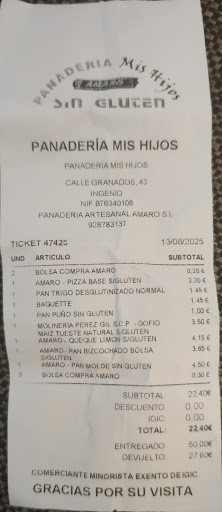 PANADERIA Mis Hijos
AMARO
SIN GLUTEN
PANADERÍA MIS HIJOS
PANADERÍA MIS HIJOS
CALLE GRANADOS, 43
INGENIO
NIF B76340108
PANADERIA ARTESANAL AMARO S.L
928783137
TICKET 47425 13/08/2025
UND ARTICULO SUBTOTAL
2 BOLSA COMPRA AMARO 0,20 €
1 AMARO - PIZZA BASE S/GLUTEN 2,20 €
1 PAN TRIGO DESGLUTINIZADO NORMAL 1,45 €
1 BAGUETTE 1,45 €
1 PAN PUÑO SIN GLUTEN 1,00 €
1 MOLINERÍA PEREZ GIL S.C.P - GOFIO 3,50 €
MAIZ TUESTE NATURAL S/GLUTEN
1 AMARO - QUEQUE LIMON S/GLUTEN 4,15 €
1 AMARO - PAN BIZCOCHADO BOLSA 3,65 €
S/GLUTEN
1 AMARO - PAN MOLDE SIN GLUTEN 4,50 €
3 BOLSA COMPRA AMARO 0,30 €
SUBTOTAL: 22,40€
DESCUENTO 0,00
IGIC: 0.00
TOTAL: 22,40€
ENTREGADO: 50.00€
DEVUELTO: 27.60€
COMERCIANTE MINORISTA EXENTO DE IGIC
GRACIAS POR SU VISITA